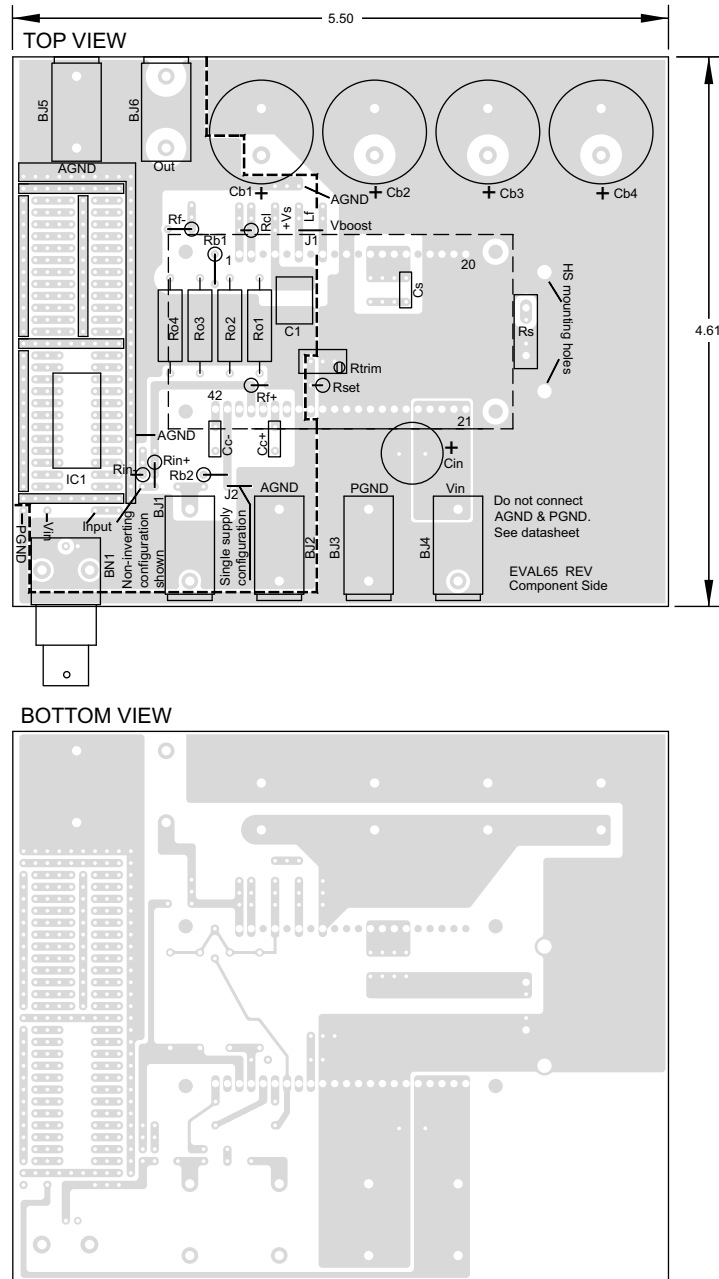 5.50
TOP VIEW
4.61
BJ5
BJ6
AGND
Out
Cb1
+
+ Cb2
+ Cb3
+ Cb4
AGND
Rf-
Rcl
+Vs
Lf
Vboost
J1
Rb1
1
20
HS mounting holes
Cs
Ro4
Ro3
Ro2
Ro1
C1
Rs
Rtrim
Rset
Rf+
42
21
AGND
Cc-
Cc+
+
Cin
IC1
Rin+
Rin-
Rb2
J2
AGND
PGND
Vin
Input
-Vin
PGND
BN1
Non-inverting
configuration
shown
BJ1
Single supply
configuration
BJ2
BJ3
BJ4
Do not connect
AGND & PGND.
See datasheet
EVAL65 REV
Component Side
BOTTOM VIEW